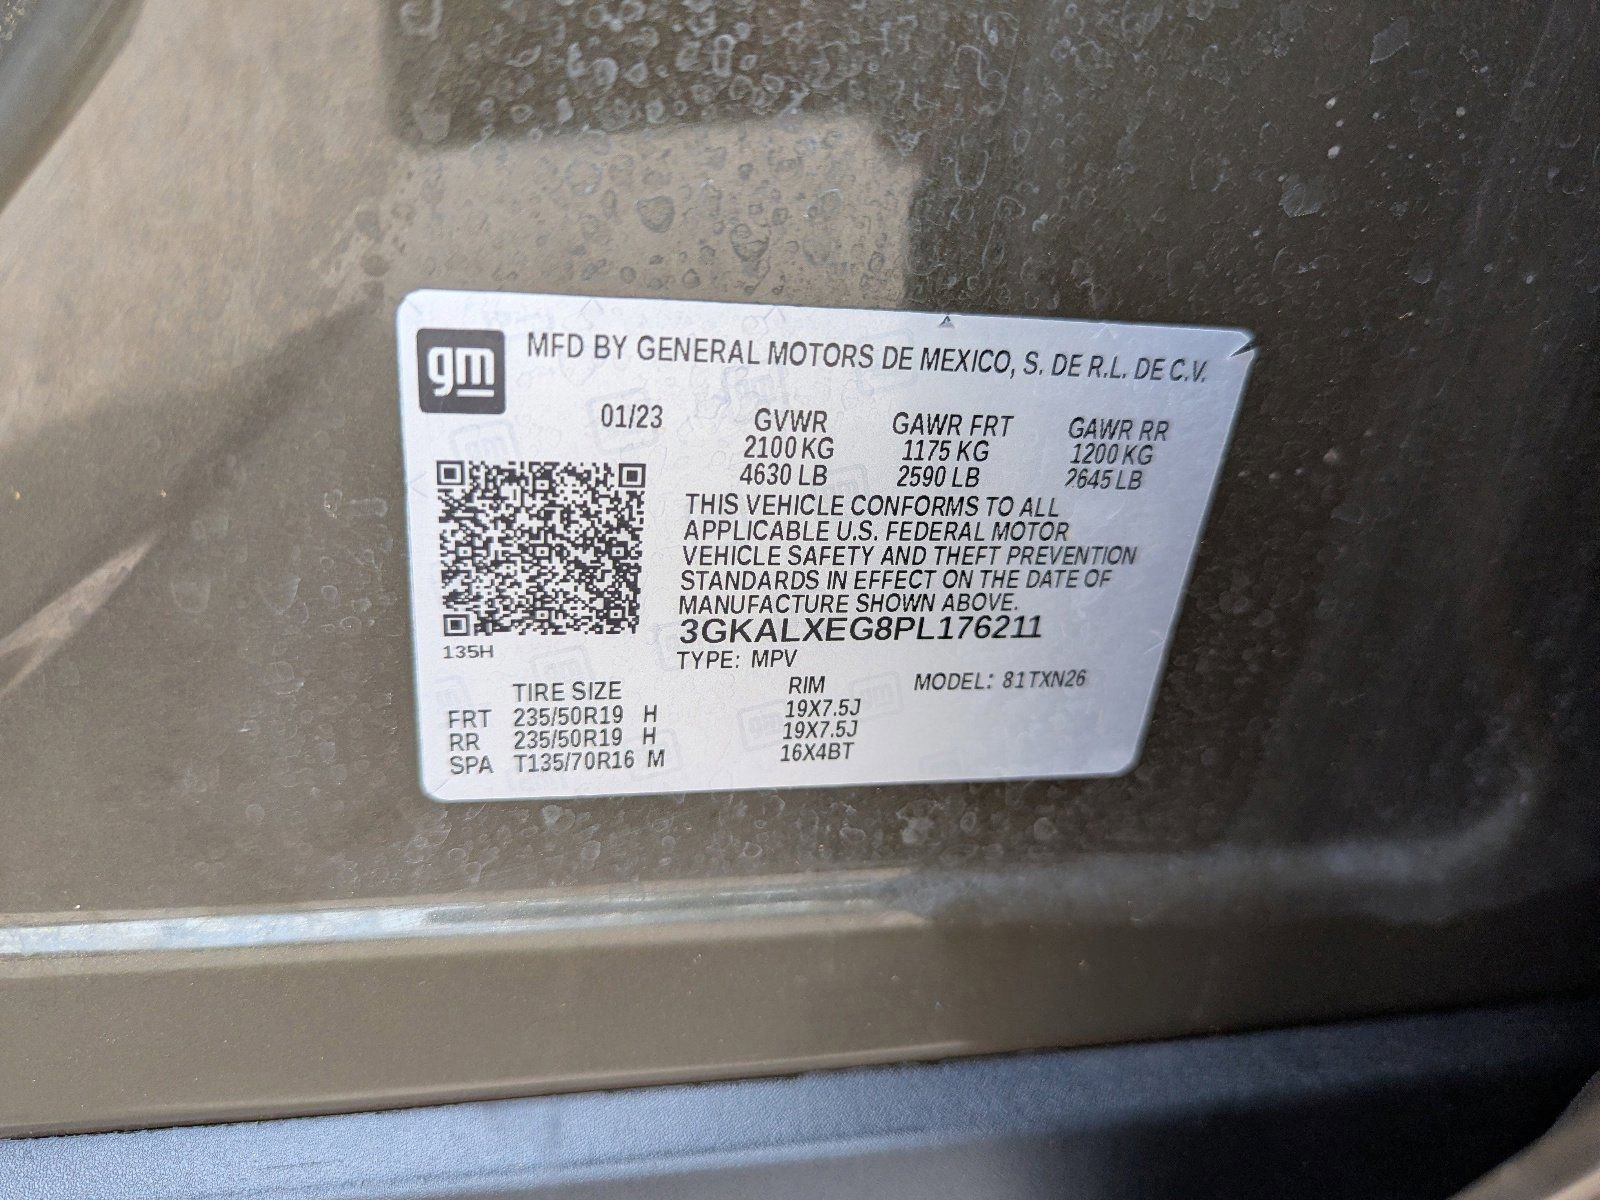 gm
MFD BY GENERAL MOTORS DE MEXICO, S. DE R.L. DE C.V.
01/23 GVWR GAWR FRT GAWR RR
2100 KG 1175 KG 1200 KG
4630 LB 2590 LB 2645 LB
THIS VEHICLE CONFORMS TO ALL
APPLICABLE U.S. FEDERAL MOTOR
VEHICLE SAFETY AND THEFT PREVENTION
STANDARDS IN EFFECT ON THE DATE OF
MANUFACTURE SHOWN ABOVE.
3GKALXEG8PL176211
135H
TYPE: MPV
MODEL: 81TXN26
TIRE SIZE RIM
FRT 235/50R19 H 19X7.5J
RR 235/50R19 H 19X7.5J
SPA T135/70R16 M 16X4BT